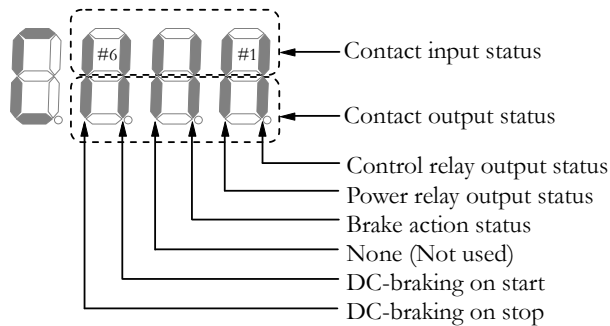 #6 #1
Contact input status
Contact output status
Control relay output status
Power relay output status
Brake action status
None (Not used)
DC-braking on start
DC-braking on stop